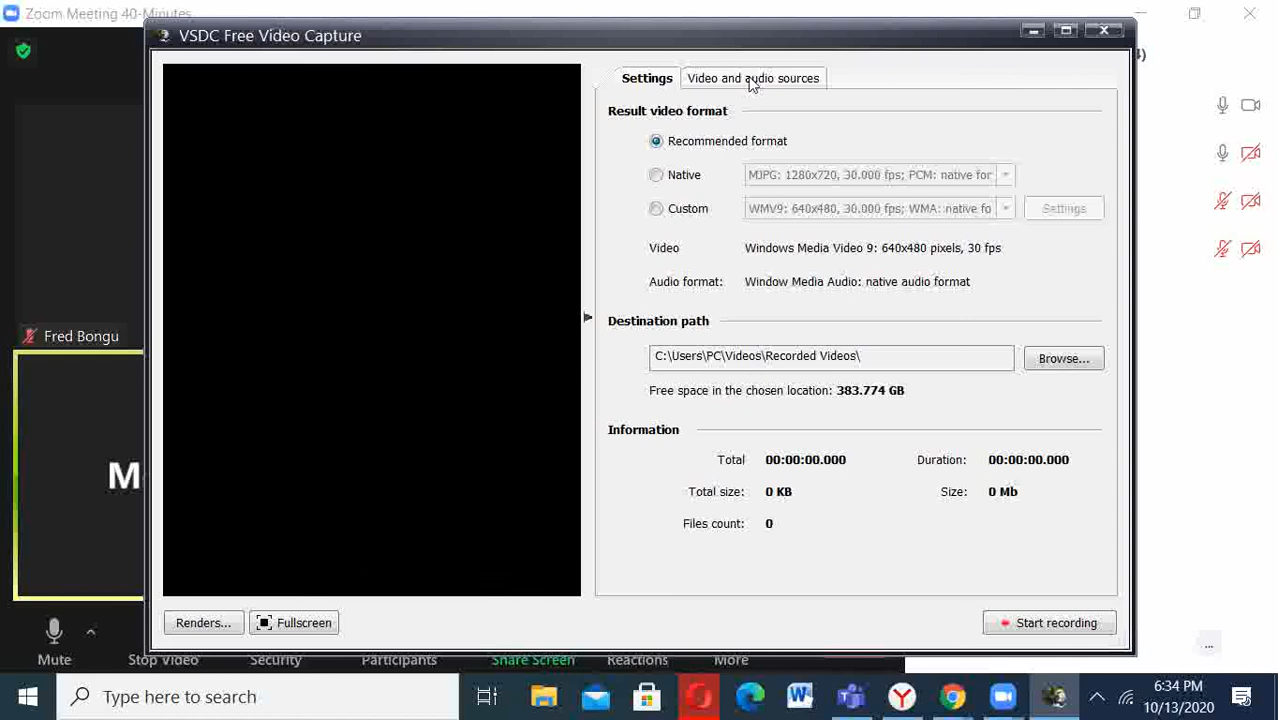 Zoom Meeting 40-Minutes
VSDC Free Video Capture
4)
Settings
Video and audio sources
Result video format
Recommended format
Native
MJPG: 1280x720, 30.000 fps; PCM: native for
Custom
WMV9: 640x480, 30.000 fps; WMA: native fo
Settings
Video
Windows Media Video 9: 640x480 pixels, 30 fps
Audio format:
Window Media Audio: native audio format
Destination path
Fred Bongu
C:\Users\PC\Videos\Recorded Videos\
Browse...
Free space in the chosen location: 383.774 GB
Information
Total
00:00:00.000
Duration:
00:00:00.000
M
Total size:
0 KB
Size:
0 Mb
Files count:
0
Renders...
Fullscreen
Start recording
Mute
Stop Video
Security
Participants
Share Screen
Reactions
More
...
Type here to search
6:34 PM
10/13/2020